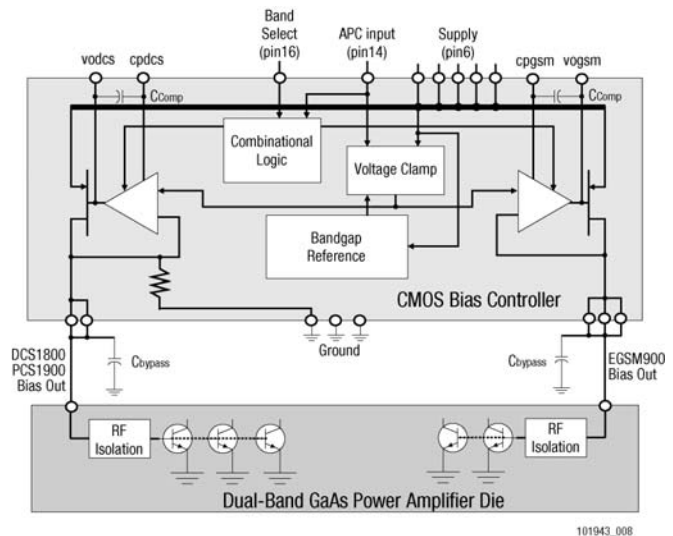 Band
Select
(pin16)
APC input
(pin14)
Supply
(pin6)
vodcs
cpdcs
cpgsm
vogsm
CComp
CComp
Combinational
Logic
Voltage Clamp
Bandgap
Reference
CMOS Bias Controller
Ground
DCS1800
PCS1900
Bias Out
Cbypass
Cbypass
EGSM900
Bias Out
RF
Isolation
RF
Isolation
Dual-Band GaAs Power Amplifier Die
101943_008